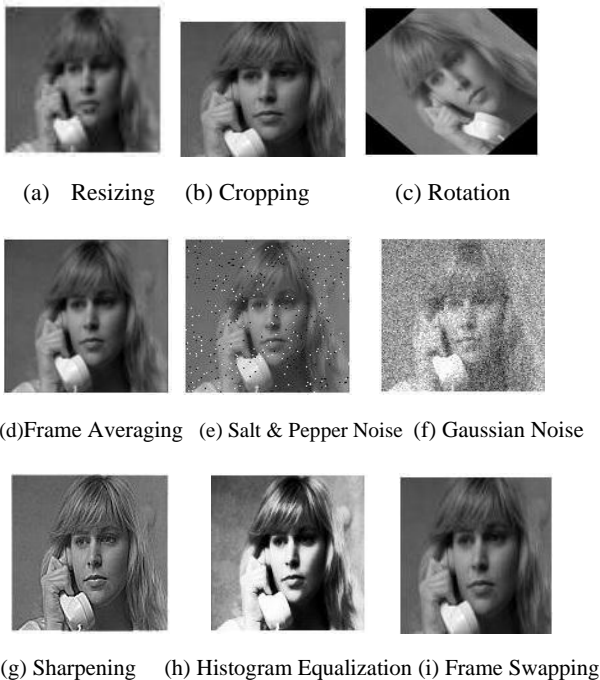 (a) Resizing (b) Cropping (c) Rotation
(d)Frame Averaging (e) Salt & Pepper Noise (f) Gaussian Noise
(g) Sharpening (h) Histogram Equalization (i) Frame Swapping